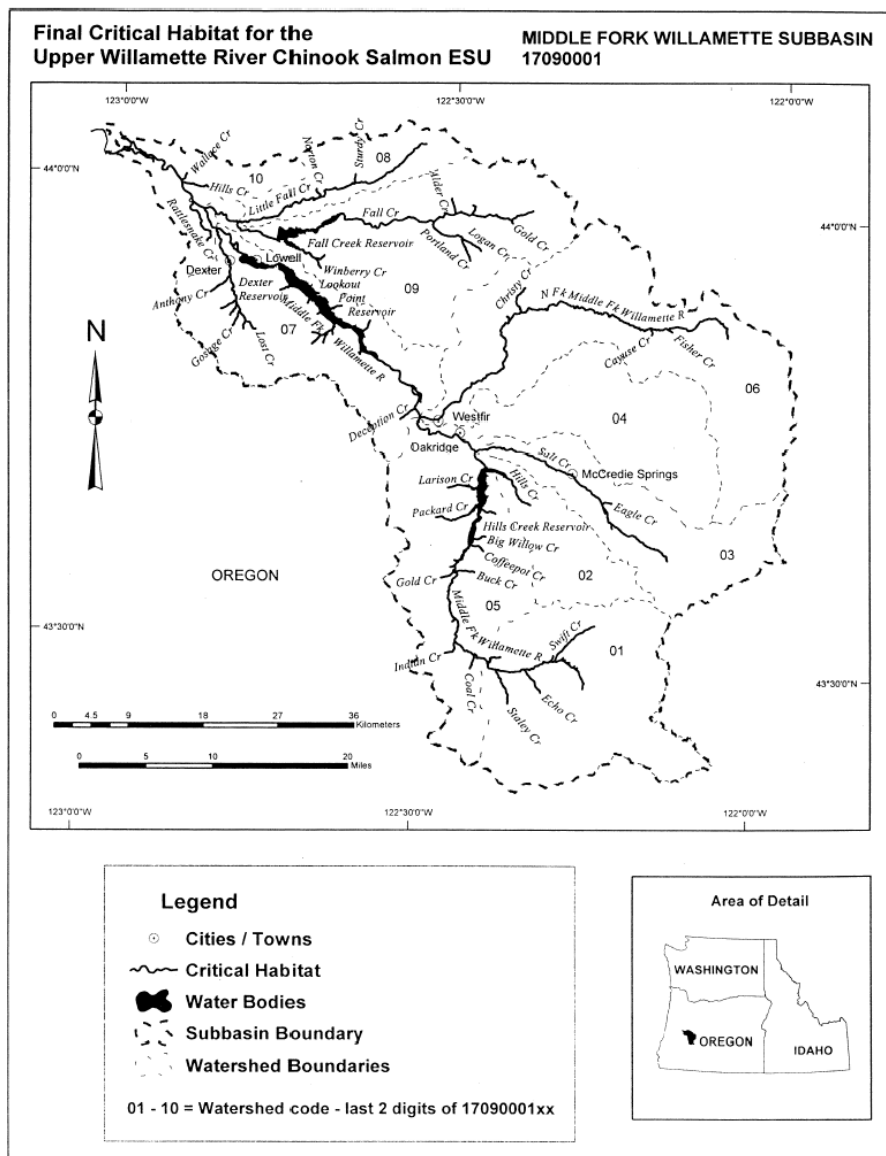 Final Critical Habitat for the
Upper Willamette River Chinook Salmon ESU
MIDDLE FORK WILLAMETTE SUBBASIN
17090001
123°0'0"W
122°30'0"W
122°0'0"W
44°0'0"N
44°0'0"N
Wallace Cr
Hills Cr
10
Norton Cr
Sturdy Cr
08
Little Fall Cr
Rattlesnake Cr
Fall Cr
Alder Cr
Gold Cr
Logan Cr
Portland Cr
Fall Creek Reservoir
Lowell
Dexter
Winberry Cr
09
Christy Cr
N Fk Middle Fk Willamette R
Anthony Cr
Dexter
Reservoir
Lookout
Point
Reservoir
07
Middle Fk
Willamette R
Gosage Cr
Lost Cr
Cayuse Cr
Fisher Cr
06
N
04
Deception Cr
Westfir
Oakridge
Salt Cr
McCredie Springs
Larison Cr
Hills Cr
Packard Cr
Eagle Cr
Hills Creek Reservoir
Big Willow Cr
Coffeepot Cr
03
02
OREGON
Gold Cr
Buck Cr
05
Middle Fk Willamette R
Swift Cr
01
43°30'0"N
Indian Cr
43°30'0"N
Coal Cr
Staley Cr
Echo Cr
0 4.5 9 18 27 36
Kilometers
0 5 10 20
Miles
123°0'0"W
122°30'0"W
122°0'0"W
Legend
Cities / Towns
Critical Habitat
Water Bodies
Subbasin Boundary
Watershed Boundaries
01 - 10 = Watershed code - last 2 digits of 17090001xx
Area of Detail
WASHINGTON
OREGON
IDAHO